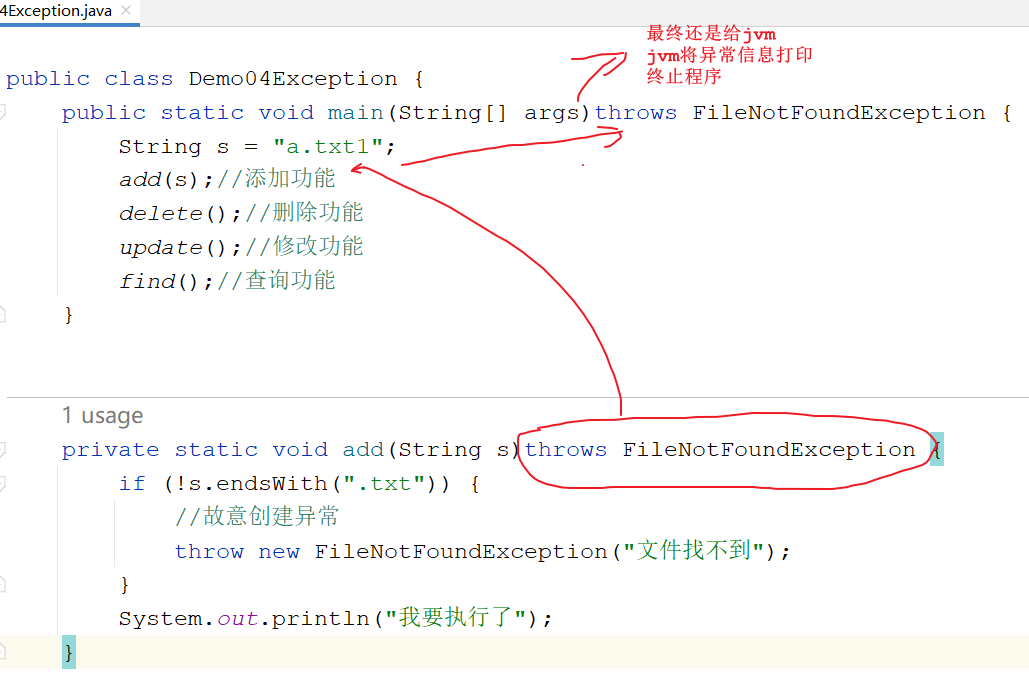 4Exception.java
最终还是给jvm
jvm将异常信息打印
终止程序
public class Demo04Exception {
public static void main(String[] args)throws FileNotFoundException {
String s = "a.txt1";
add(s);//添加功能
delete();//删除功能
update();//修改功能
find();//查询功能
}
1 usage
private static void add(String s)throws FileNotFoundException {
if (!s.endsWith(".txt")) {
//故意创建异常
throw new FileNotFoundException("文件找不到");
}
System.out.println("我要执行了");
}